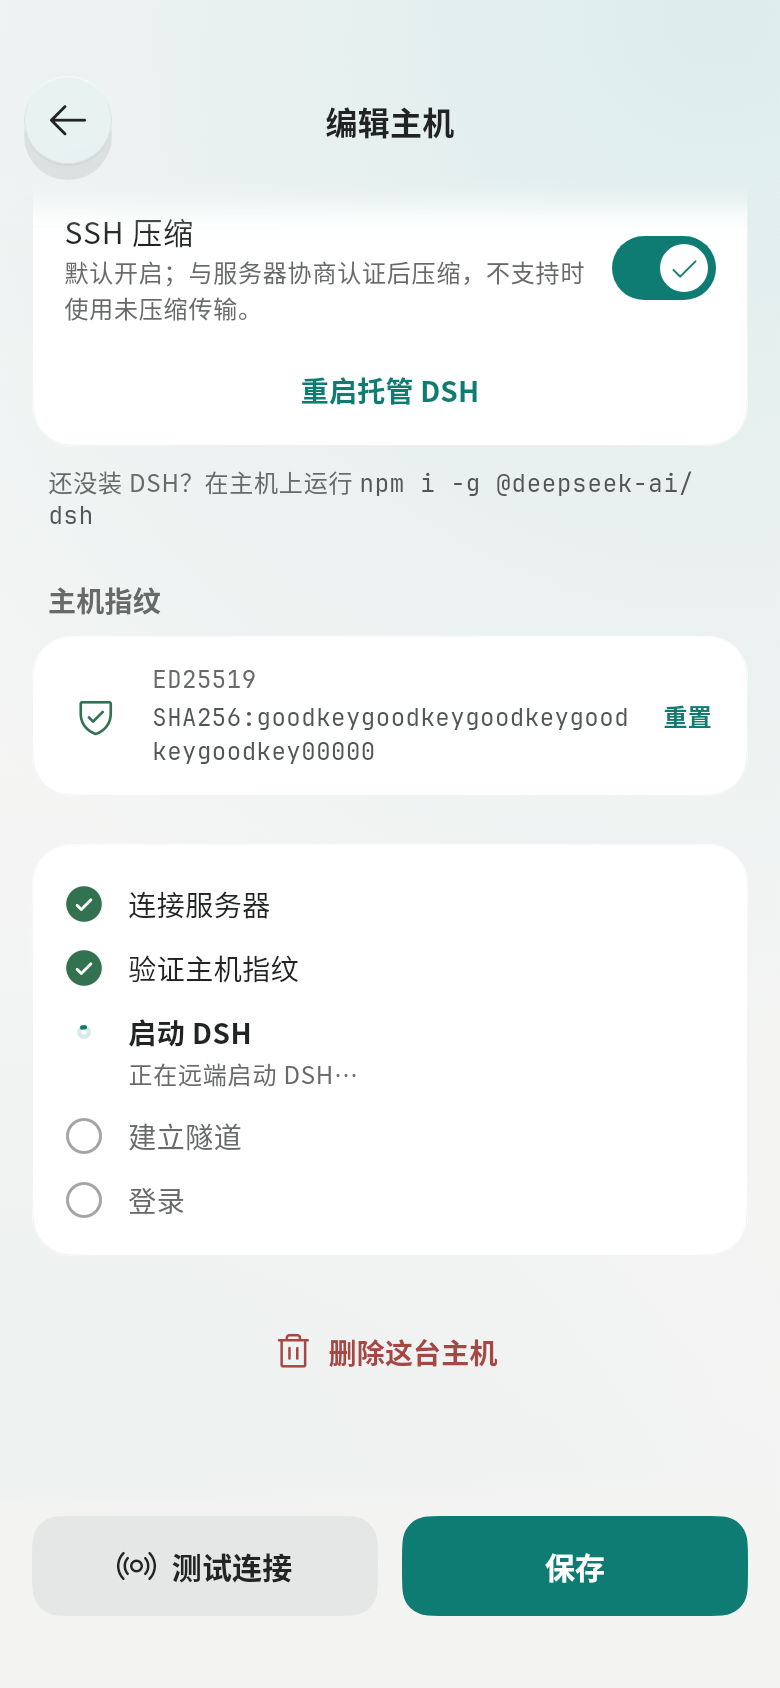 编辑主机
SSH 压缩
默认开启；与服务器协商认证后压缩，不支持时
使用未压缩传输。
重启托管 DSH
还没装 DSH？在主机上运行 npm i -g @deepseek-ai/
dsh
主机指纹
ED25519
SHA256:goodkeygoodkeygoodkeygood
keygoodkey00000
重置
连接服务器
验证主机指纹
启动 DSH
正在远端启动 DSH…
建立隧道
登录
删除这台主机
测试连接
保存